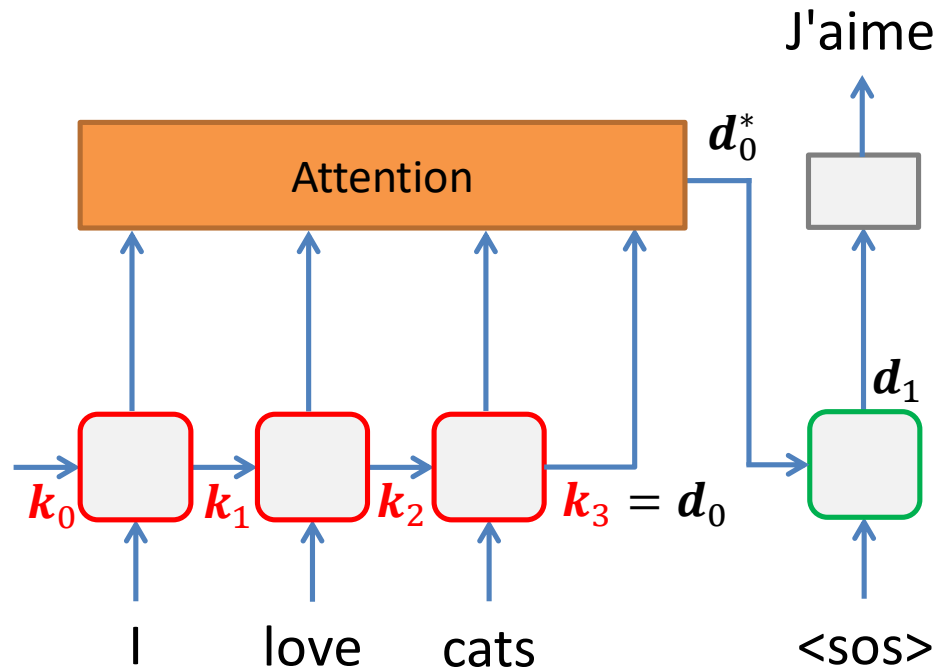 J'aime
d₀*
Attention
d₁
k₀ k₁ k₂ k₃ = d₀
I love cats <sos>